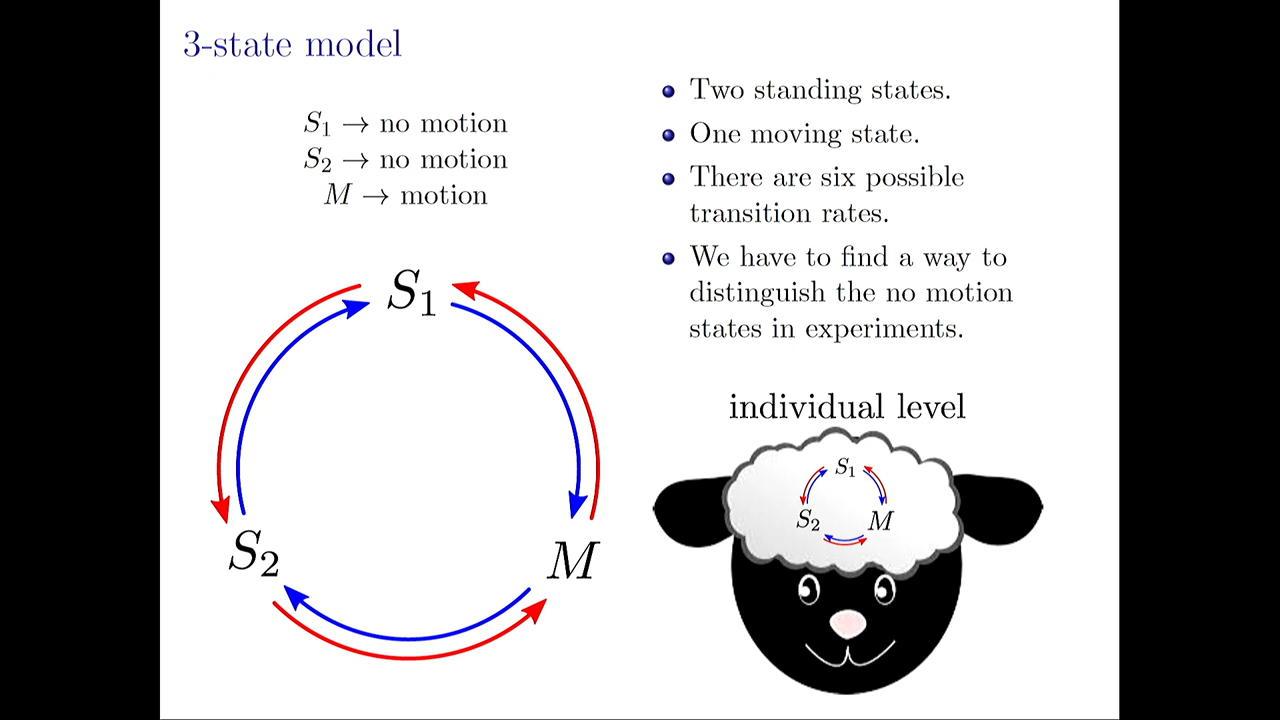 3-state model
S₁ → no motion
S₂ → no motion
M → motion
S₁
S₂
M
Two standing states.
One moving state.
There are six possible
transition rates.
We have to find a way to
distinguish the no motion
states in experiments.
individual level
S₁
S₂
M